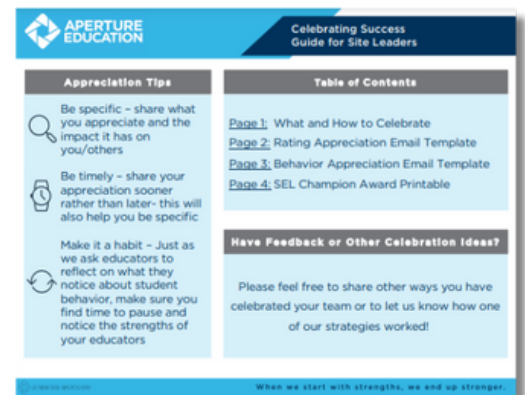 APERTURE
EDUCATION
Celebrating Success
Guide for Site Leaders
Appreciation Tips
Be specific – share what
you appreciate and the
impact it has on
you/others
Be timely – share your
appreciation sooner
rather than later- this will
also help you be specific
Make it a habit – Just as
we ask educators to
reflect on what they
notice about student
behavior, make sure you
find time to pause and
notice the strengths of
your educators
Table of Contents
Page 1: What and How to Celebrate
Page 2: Rating Appreciation Email Template
Page 3: Behavior Appreciation Email Template
Page 4: SEL Champion Award Printable
Have Feedback or Other Celebration Ideas?
Please feel free to share other ways you have
celebrated your team or to let us know how one
of our strategies worked!
When we start with strengths, we end up stronger.